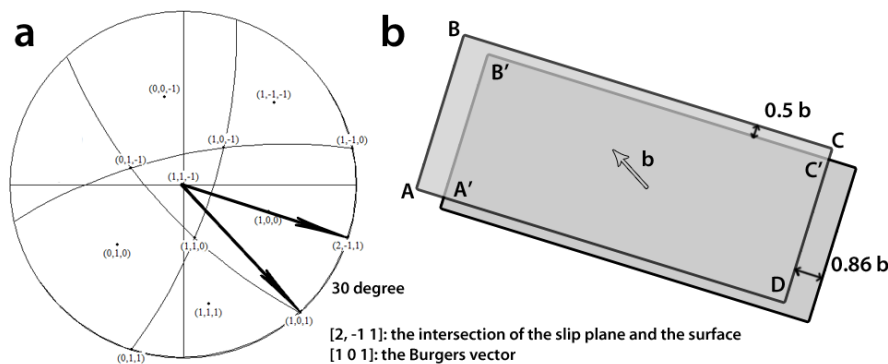 a
(0,0,-1)
(1,-1,-1)
(0,1,-1)
(1,0,-1)
(1,-1,0)
(1,1,-1)
(1,0,0)
(2,-1,1)
(0,1,0)
(1,1,0)
(1,1,1)
(1,0,1)
(0,1,1)
30 degree
b
B
B'
0.5 b
b
C
C'
A
A'
D
0.86 b
[2, -1 1]: the intersection of the slip plane and the surface
[1 0 1]: the Burgers vector